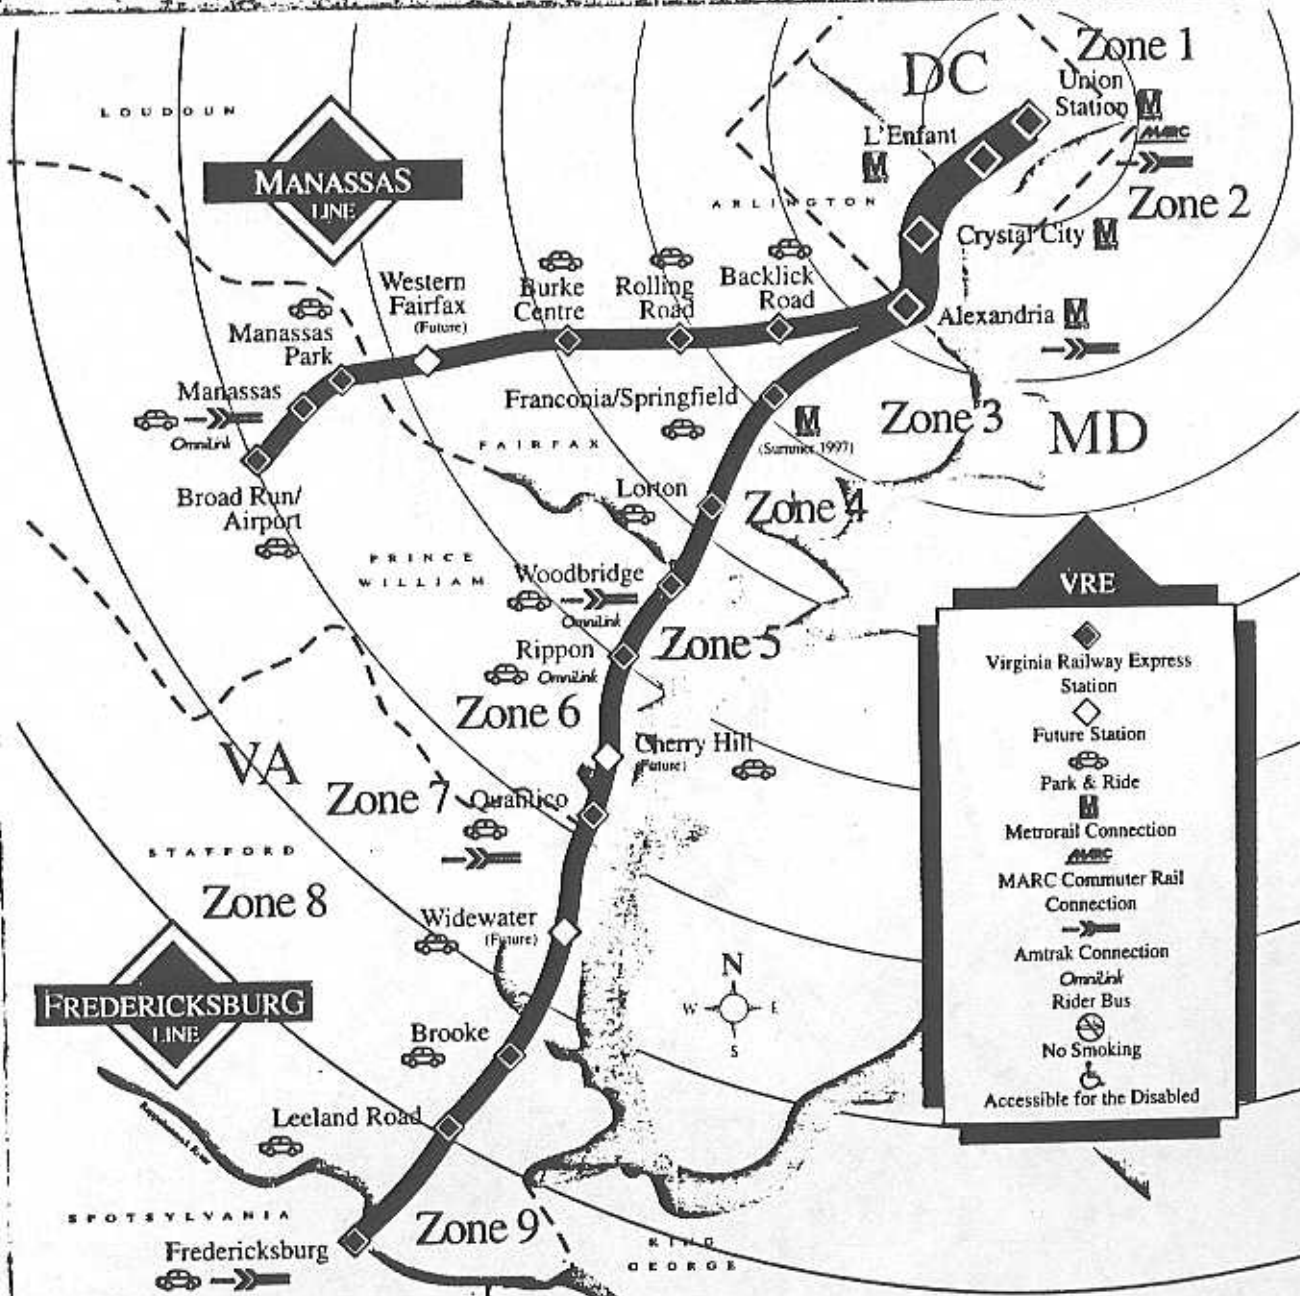 Zone 1
DC
Union
Station
MARC
L'Enfant
LOUDOUN
MANASSAS
LINE
ARLINGTON
Zone 2
Crystal City
Western
Fairfax
(Future)
Burke
Centre
Rolling
Road
Backlick
Road
Alexandria
Manassas
Park
Manassas
OmniLink
Franconia/Springfield
(Summer 1997)
Zone 3
MD
FAIRFAX
Broad Run/
Airport
Lorton
Zone 4
PRINCE
WILLIAM
Woodbridge
OmniLink
Rippon
OmniLink
Zone 5
Zone 6
Cherry Hill
(Future)
VA
Zone 7
Quantico
STAFFORD
Zone 8
Widewater
(Future)
FREDERICKSBURG
LINE
N
W
E
S
Brooke
Leeland Road
Rappahannock River
SPOTSYLVANIA
Fredericksburg
Zone 9
KING
GEORGE
VRE
Virginia Railway Express
Station
Future Station
Park & Ride
M
Metrorail Connection
MARC
MARC Commuter Rail
Connection
Amtrak Connection
OmniLink
Rider Bus
No Smoking
Accessible for the Disabled